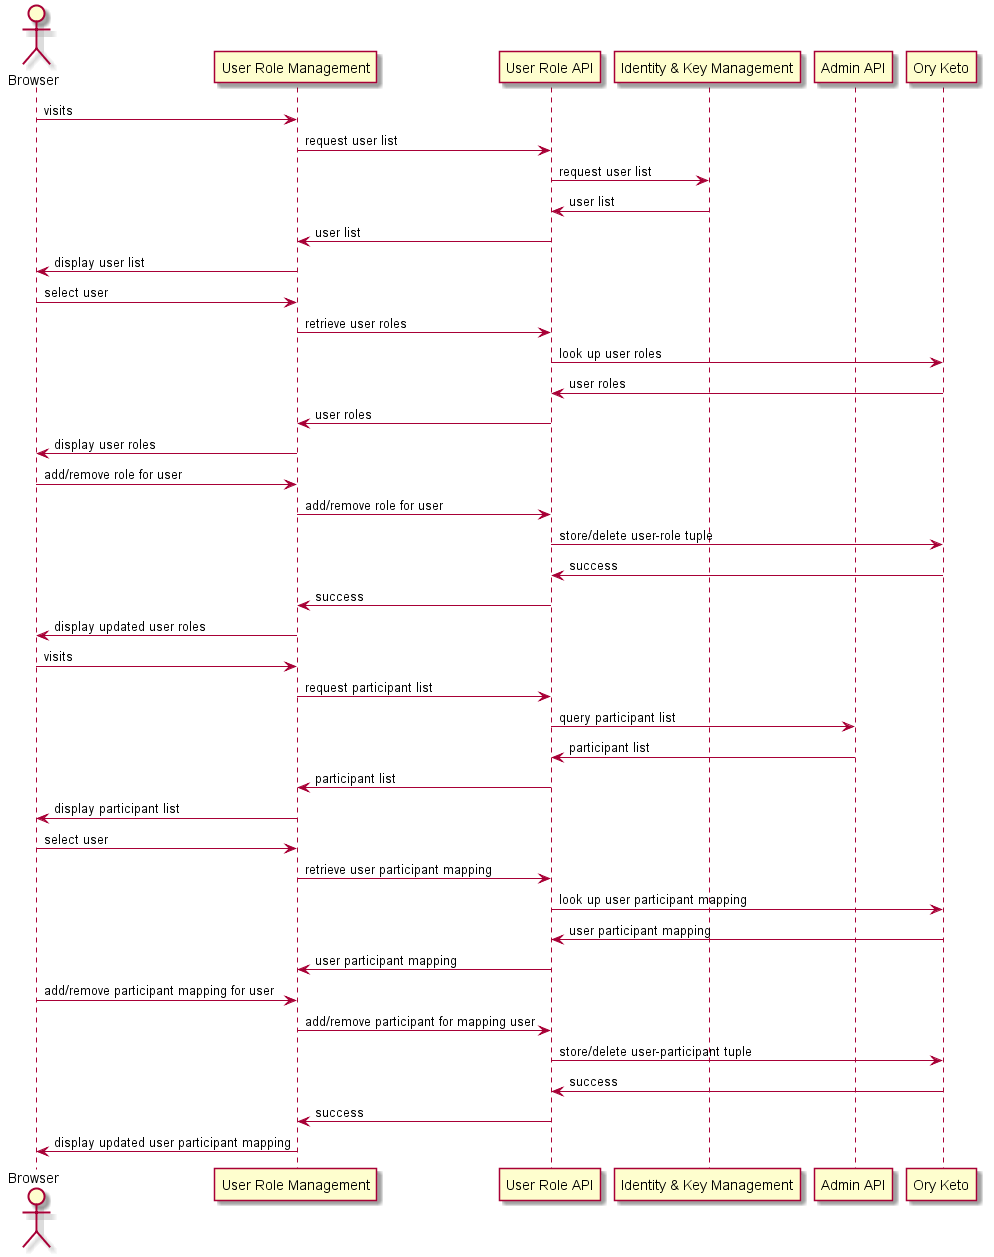 Browser
User Role Management
User Role API
Identity & Key Management
Admin API
Ory Keto
visits
request user list
request user list
user list
user list
display user list
select user
retrieve user roles
look up user roles
user roles
user roles
display user roles
add/remove role for user
add/remove role for user
store/delete user-role tuple
success
success
display updated user roles
visits
request participant list
query participant list
participant list
participant list
display participant list
select user
retrieve user participant mapping
look up user participant mapping
user participant mapping
user participant mapping
add/remove participant mapping for user
add/remove participant for mapping user
store/delete user-participant tuple
success
success
display updated user participant mapping
Browser
User Role Management
User Role API
Identity & Key Management
Admin API
Ory Keto